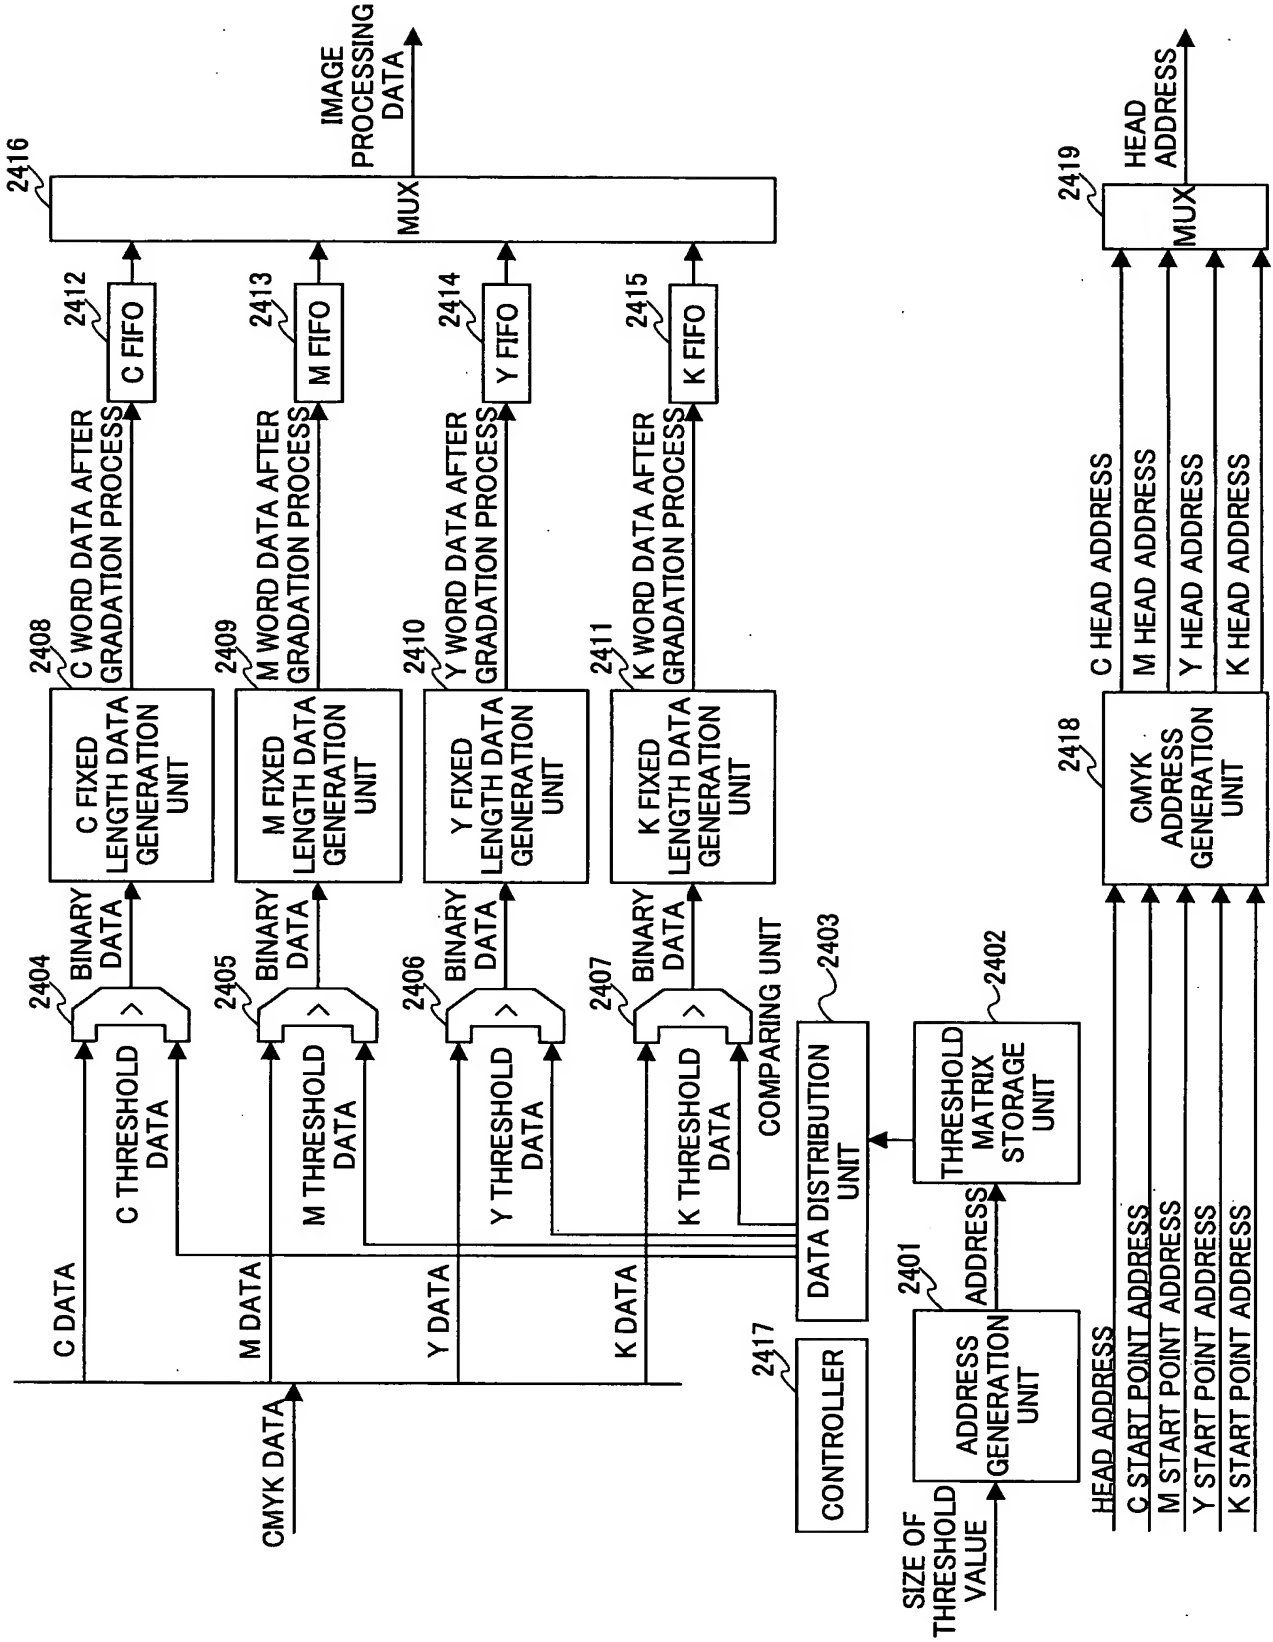 CMYK DATA
C DATA
C THRESHOLD
DATA
2404
BINARY
DATA
2408
C FIXED
LENGTH DATA
GENERATION
UNIT
C WORD DATA AFTER
GRADATION PROCESS
2412
C FIFO
2416
MUX
IMAGE
PROCESSING
DATA
M DATA
M THRESHOLD
DATA
2405
BINARY
DATA
2409
M FIXED
LENGTH DATA
GENERATION
UNIT
M WORD DATA AFTER
GRADATION PROCESS
2413
M FIFO
Y DATA
Y THRESHOLD
DATA
2406
BINARY
DATA
2410
Y FIXED
LENGTH DATA
GENERATION
UNIT
Y WORD DATA AFTER
GRADATION PROCESS
2414
Y FIFO
K DATA
K THRESHOLD
DATA
2407
BINARY
DATA
2411
K FIXED
LENGTH DATA
GENERATION
UNIT
K WORD DATA AFTER
GRADATION PROCESS
2415
K FIFO
COMPARING UNIT
2417
CONTROLLER
DATA DISTRIBUTION
UNIT
2403
SIZE OF
THRESHOLD
VALUE
2401
ADDRESS
GENERATION
UNIT
ADDRESS
THRESHOLD
MATRIX
STORAGE
UNIT
2402
HEAD ADDRESS
C START POINT ADDRESS
M START POINT ADDRESS
Y START POINT ADDRESS
K START POINT ADDRESS
2418
CMYK
ADDRESS
GENERATION
UNIT
C HEAD ADDRESS
M HEAD ADDRESS
Y HEAD ADDRESS
K HEAD ADDRESS
2419
MUX
HEAD
ADDRESS